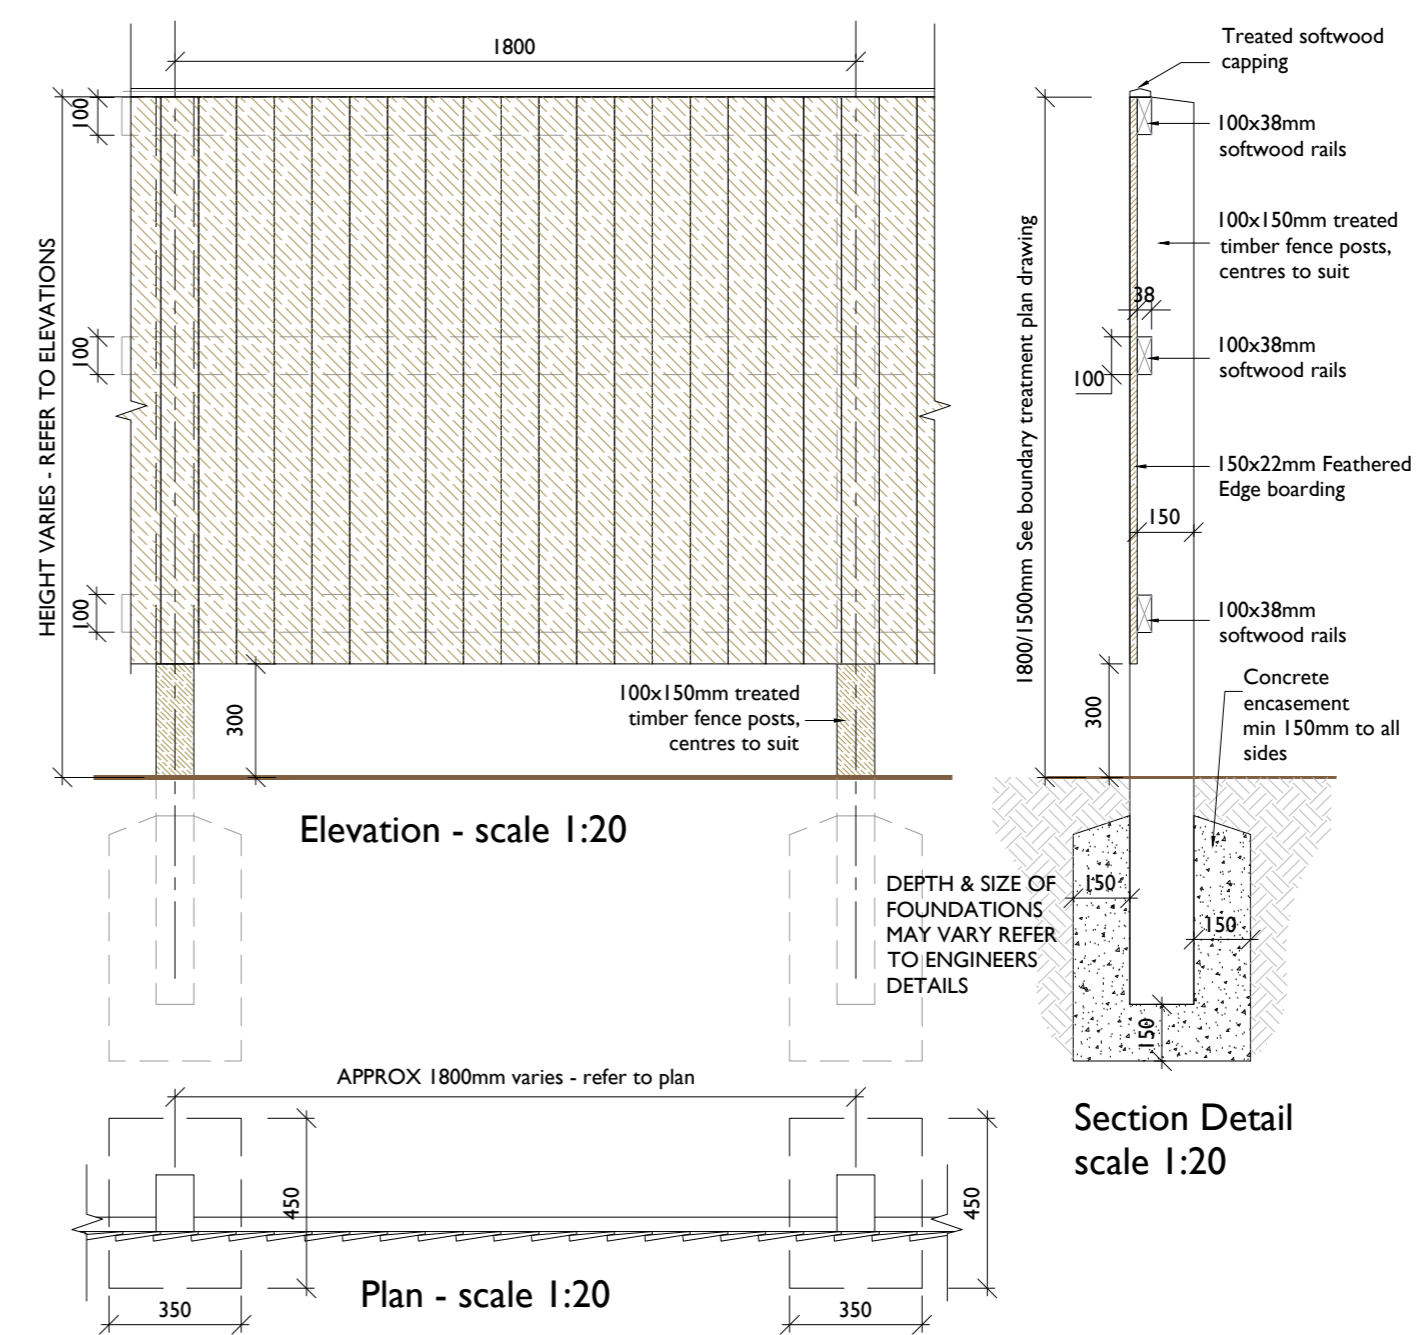 1800
100
HEIGHT VARIES - REFER TO ELEVATIONS
100
100
300
100x150mm treated
timber fence posts,
centres to suit
Elevation - scale 1:20
DEPTH & SIZE OF
FOUNDATIONS
MAY VARY REFER
TO ENGINEERS
DETAILS
Treated softwood
capping
100x38mm
softwood rails
100x150mm treated
timber fence posts,
centres to suit
1800/1500mm See boundary treatment plan drawing
38
100x38mm
softwood rails
100
150x22mm Feathered
Edge boarding
150
100x38mm
softwood rails
300
Concrete
encasement
min 150mm to all
sides
150
150
150
Section Detail
scale 1:20
APPROX 1800mm varies - refer to plan
450
450
350
350
Plan - scale 1:20